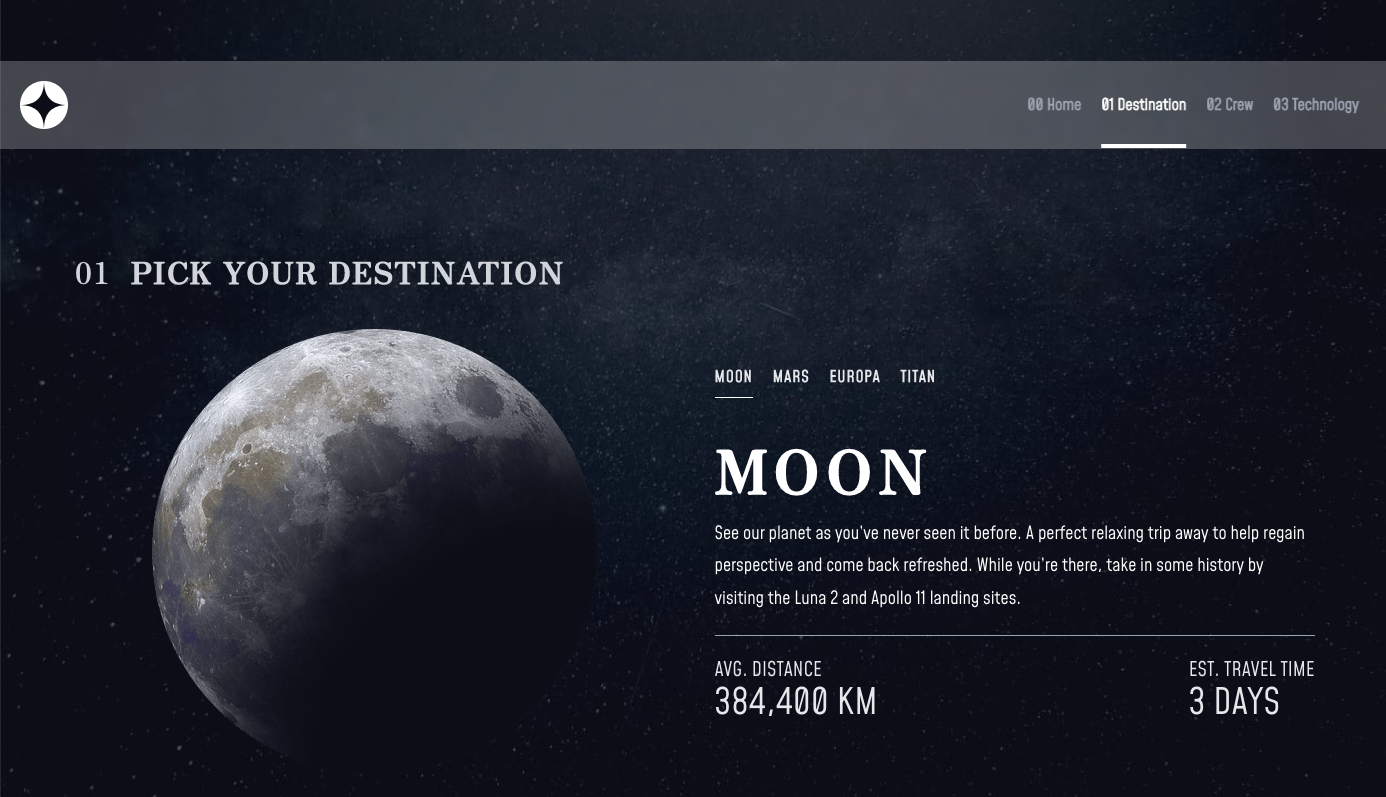 00 Home 01 Destination 02 Crew 03 Technology
01 PICK YOUR DESTINATION
MOON MARS EUROPA TITAN
MOON
See our planet as you've never seen it before. A perfect relaxing trip away to help regain
perspective and come back refreshed. While you're there, take in some history by
visiting the Luna 2 and Apollo 11 landing sites.
AVG. DISTANCE EST. TRAVEL TIME
384,400 KM 3 DAYS